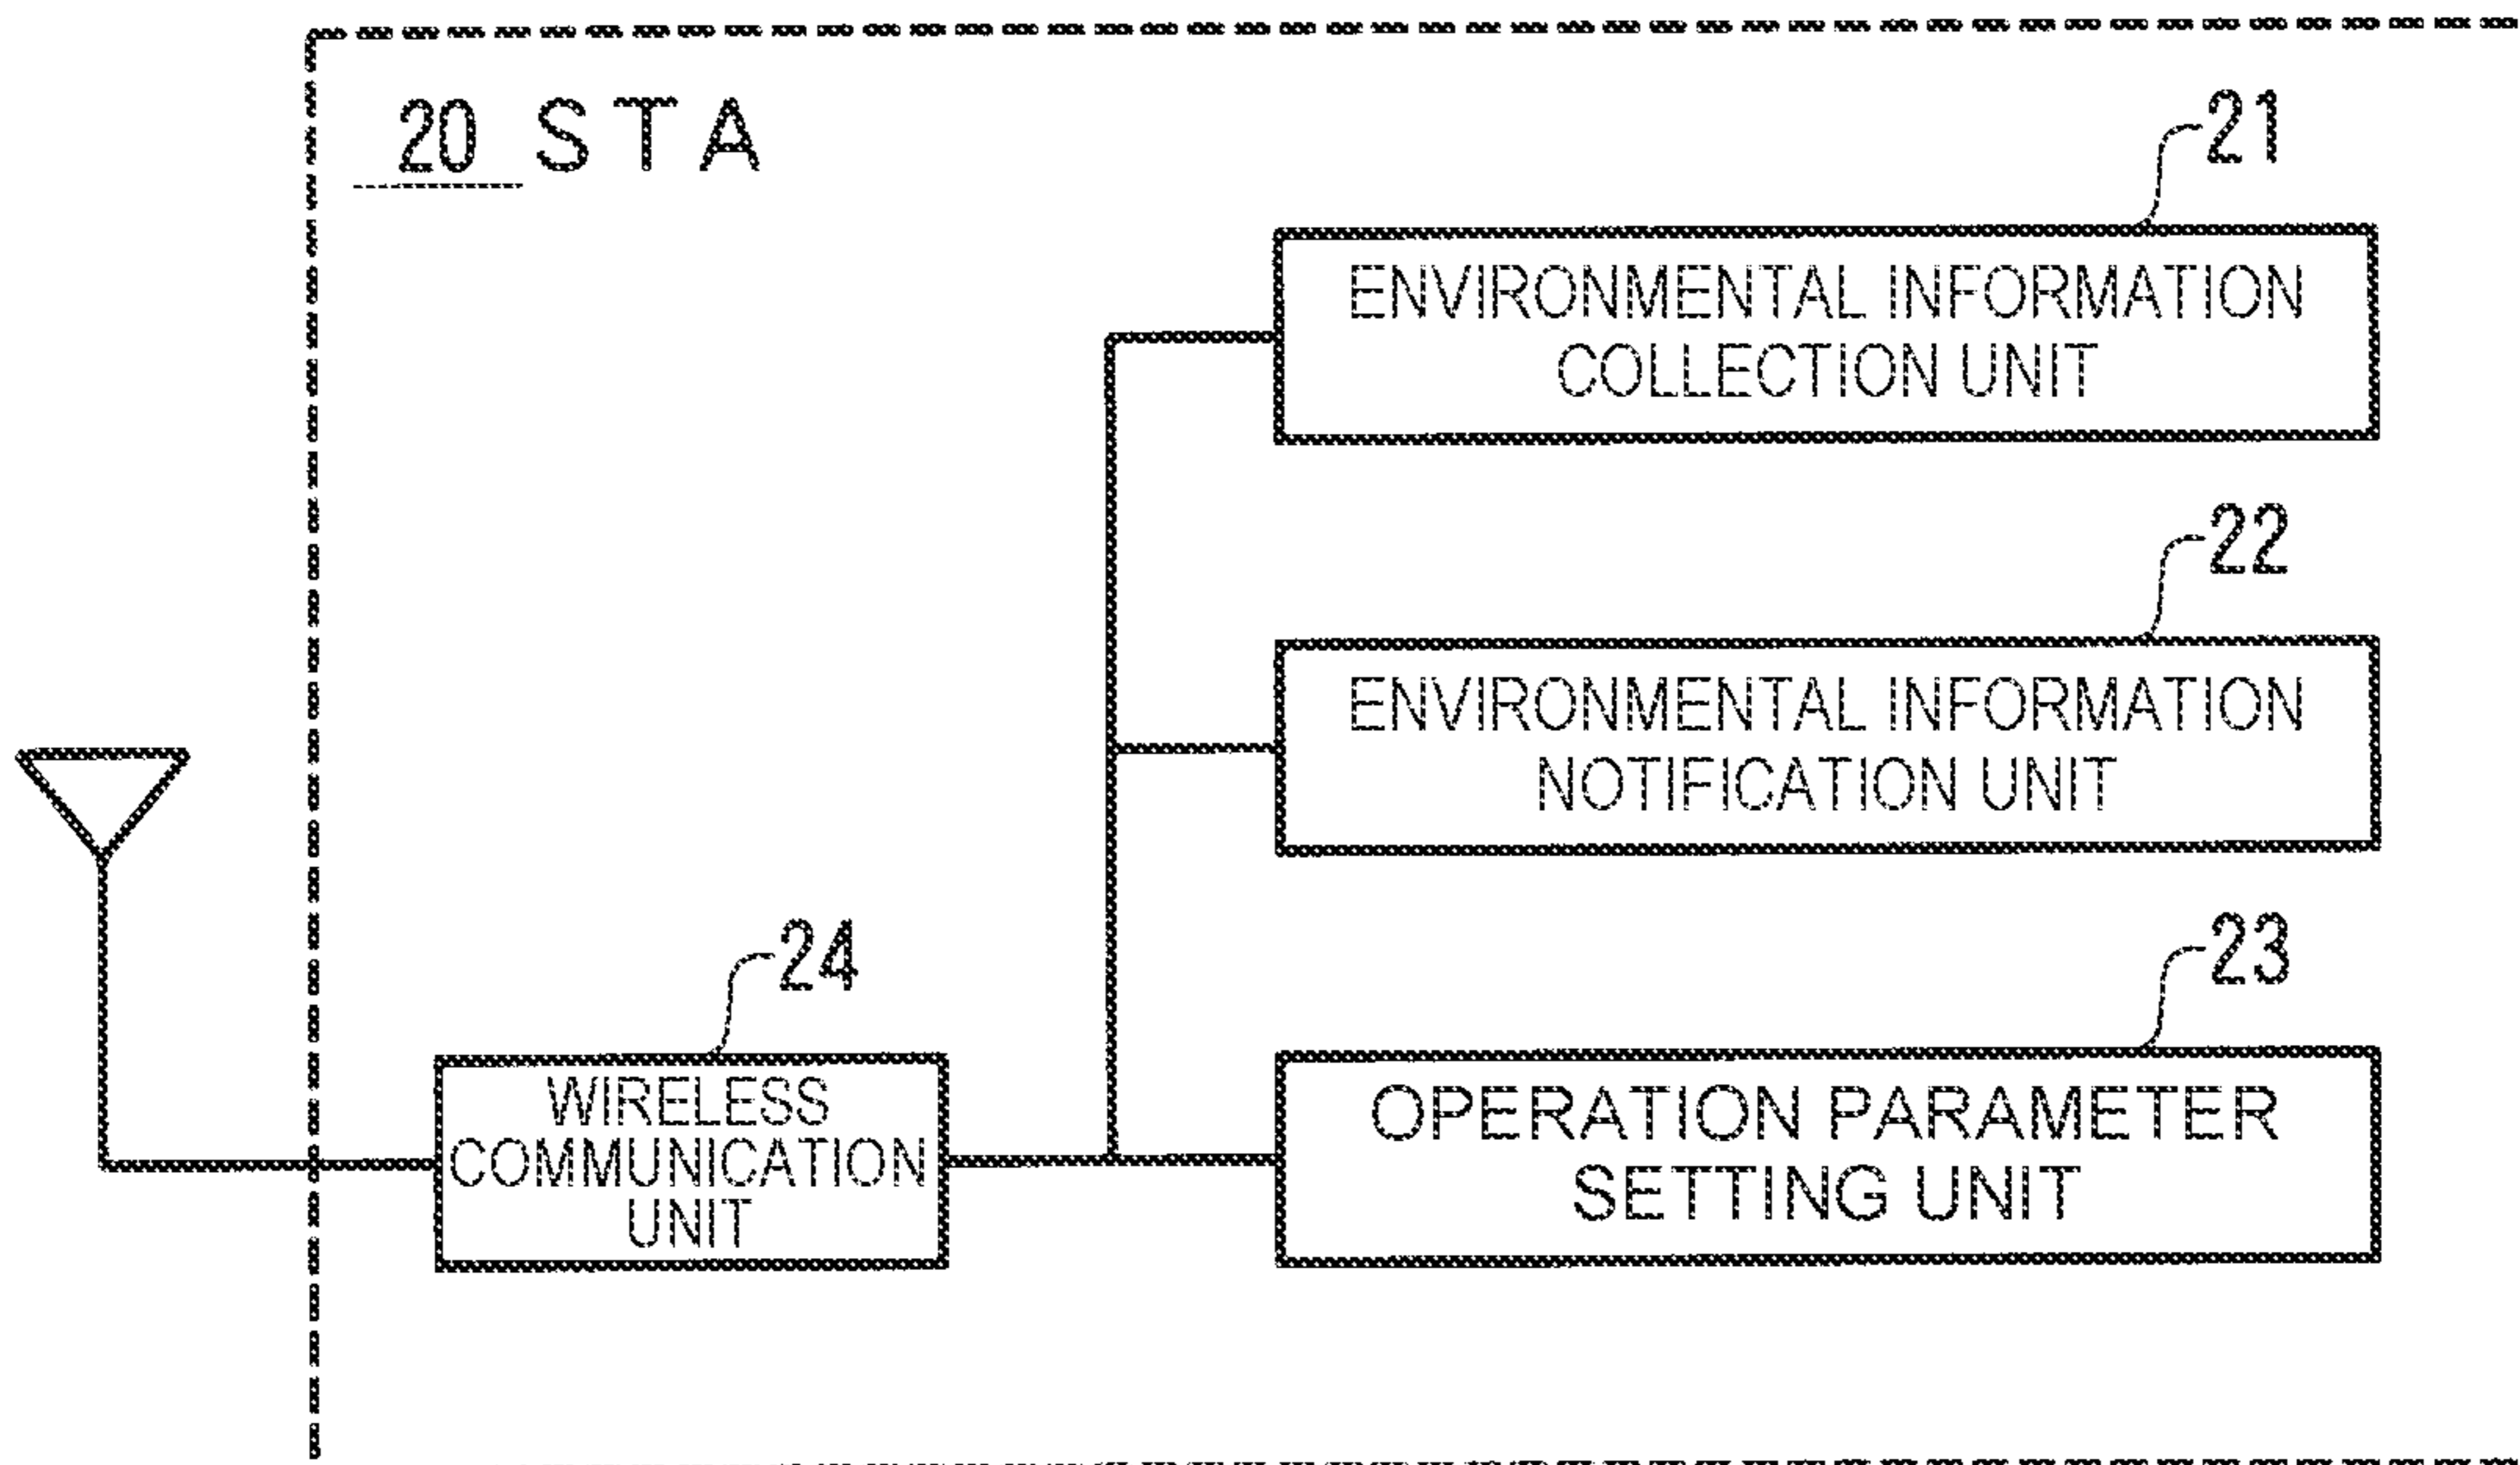 20 STA
21
ENVIRONMENTAL INFORMATION
COLLECTION UNIT
22
ENVIRONMENTAL INFORMATION
NOTIFICATION UNIT
24
WIRELESS
COMMUNICATION
UNIT
23
OPERATION PARAMETER
SETTING UNIT